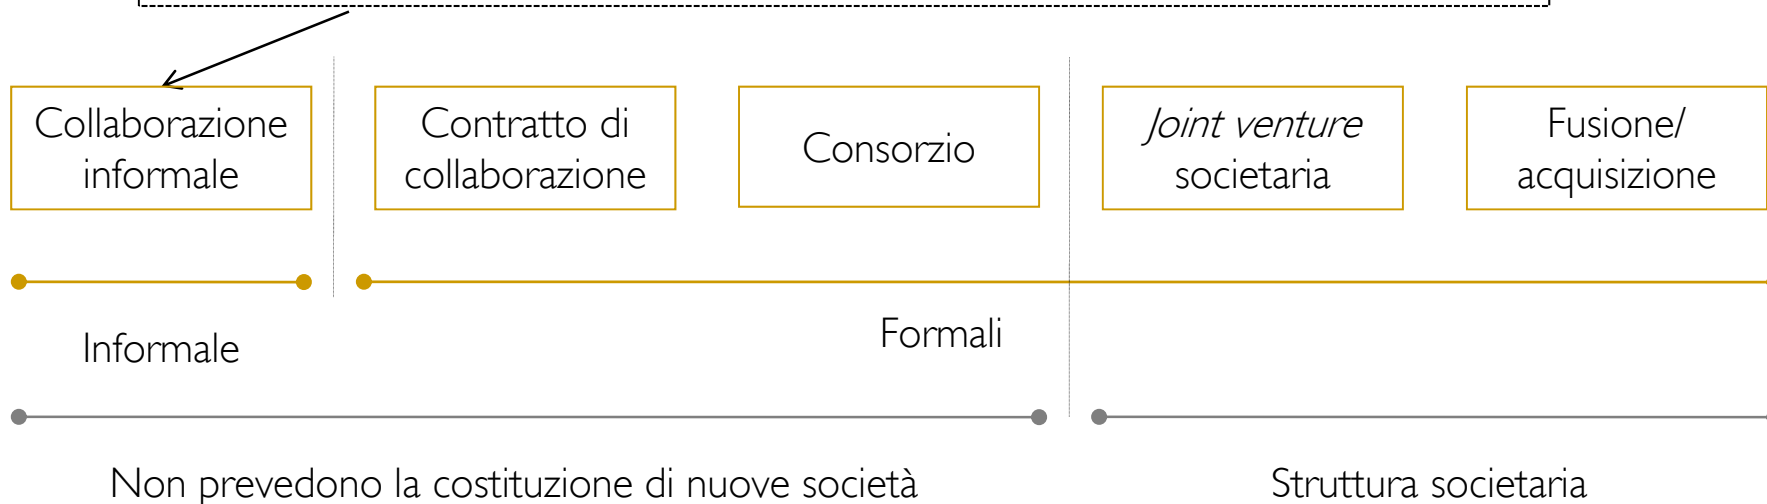 Collaborazione
informale
Contratto di
collaborazione
Consorzio
Joint venture
societaria
Fusione/
acquisizione
Informale
Formali
Non prevedono la costituzione di nuove società
Struttura societaria